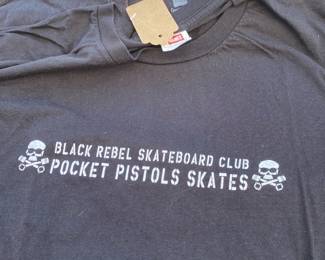 BLACK REBEL SKATEBOARD CLUB
POCKET PISTOLS SKATES